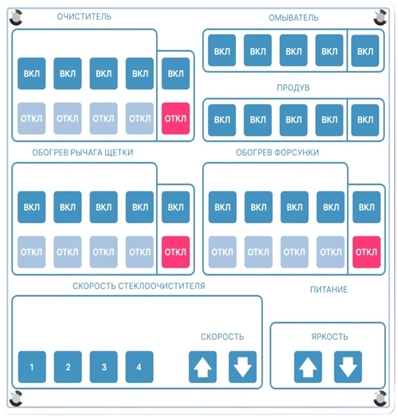 ОЧИСТИТЕЛЬ
ВКЛ ВКЛ ВКЛ ВКЛ ВКЛ
ОТКЛ ОТКЛ ОТКЛ ОТКЛ ОТКЛ
ОМЫВАТЕЛЬ
ВКЛ ВКЛ ВКЛ ВКЛ ВКЛ
ПРОДУВ
ВКЛ ВКЛ ВКЛ ВКЛ ВКЛ
ОБОГРЕВ РЫЧАГА ЩЕТКИ
ВКЛ ВКЛ ВКЛ ВКЛ ВКЛ
ОТКЛ ОТКЛ ОТКЛ ОТКЛ ОТКЛ
ОБОГРЕВ ФОРСУНКИ
ВКЛ ВКЛ ВКЛ ВКЛ ВКЛ
ОТКЛ ОТКЛ ОТКЛ ОТКЛ ОТКЛ
СКОРОСТЬ СТЕКЛООЧИСТИТЕЛЯ
СКОРОСТЬ
1 2 3 4
ПИТАНИЕ
ЯРКОСТЬ